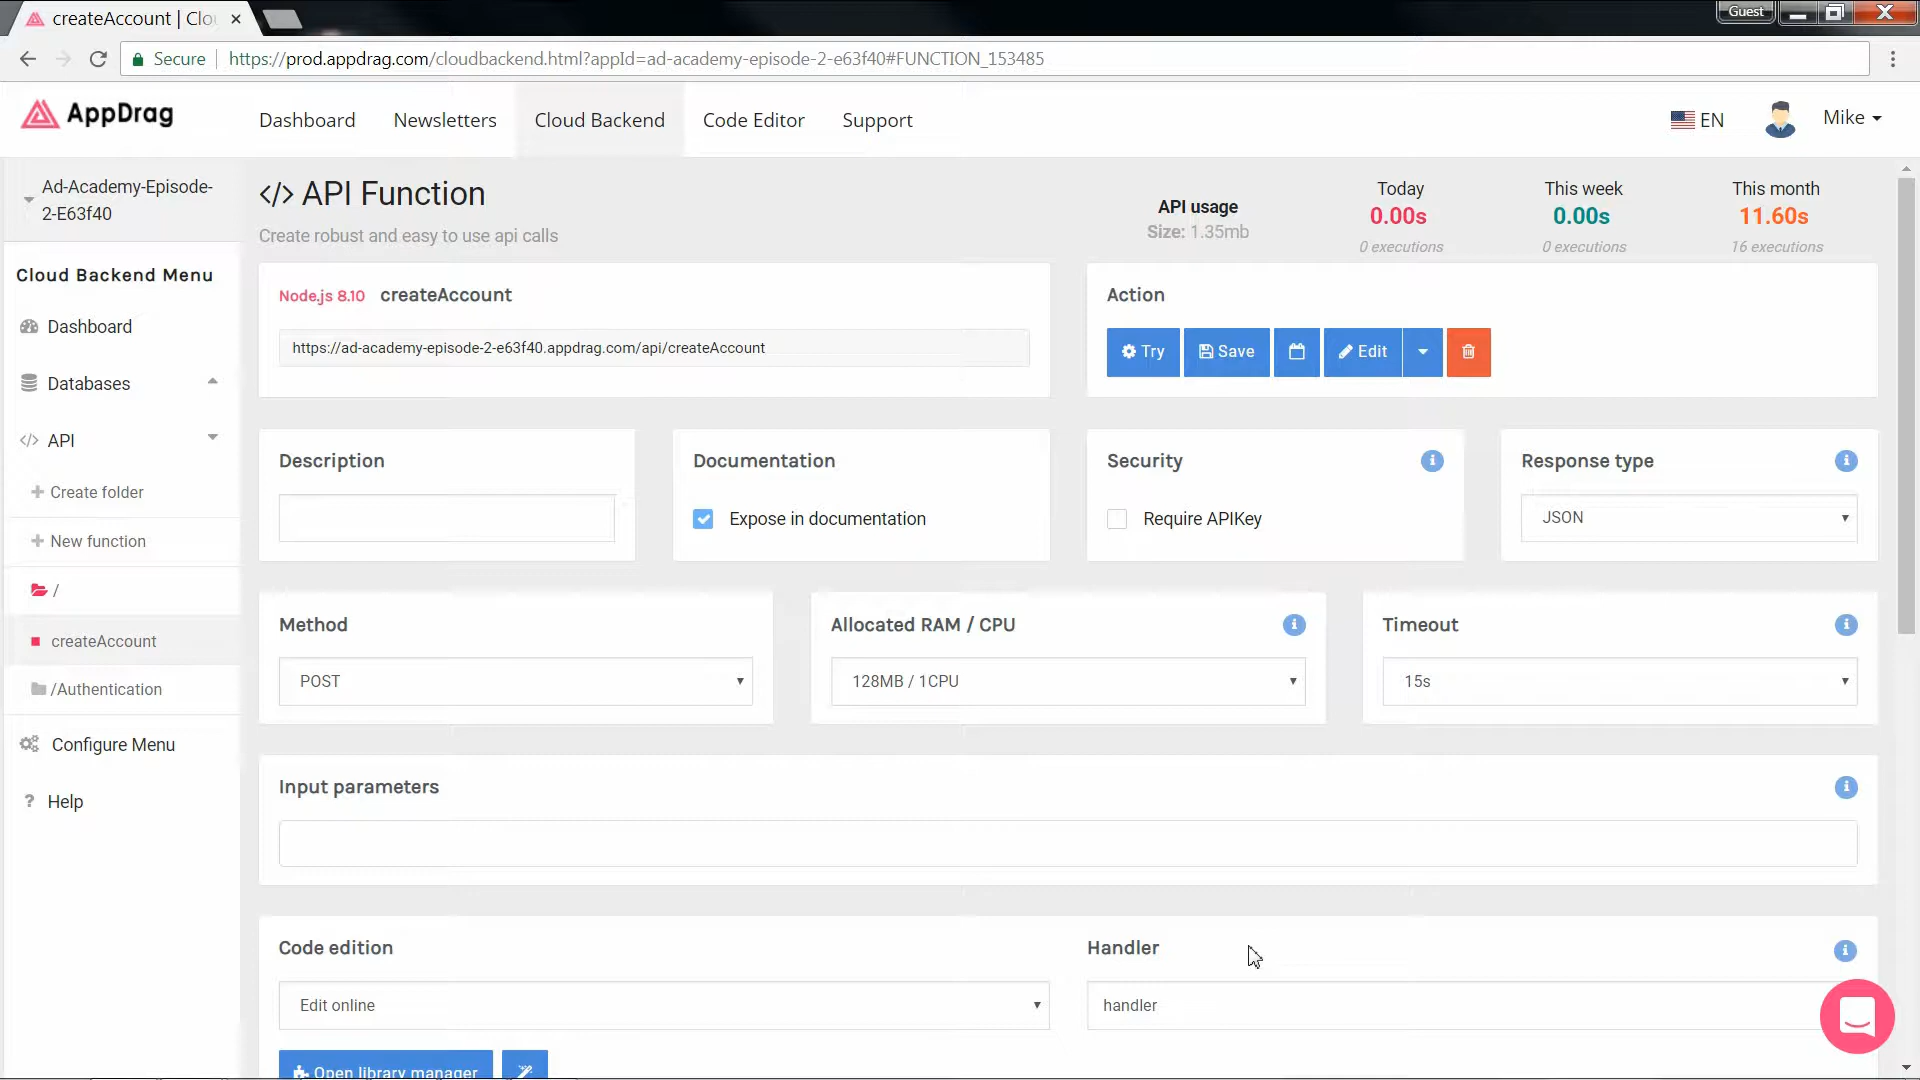 createAccount | Clo
Guest
Secure
https://prod.appdrag.com/cloudbackend.html?appId=ad-academy-episode-2-e63f40#FUNCTION_153485
AppDrag
Dashboard
Newsletters
Cloud Backend
Code Editor
Support
EN
Mike
Ad-Academy-Episode-
2-E63f40
Cloud Backend Menu
Dashboard
Databases
</> API
+ Create folder
+ New function
/
createAccount
/Authentication
Configure Menu
? Help
</> API Function
Create robust and easy to use api calls
API usage
Size: 1.35mb
Today
0.00s
0 executions
This week
0.00s
0 executions
This month
11.60s
16 executions
Node.js 8.10 createAccount
https://ad-academy-episode-2-e63f40.appdrag.com/api/createAccount
Action
Try
Save
Edit
Description
Documentation
Expose in documentation
Security
Require APIKey
Response type
JSON
Method
POST
Allocated RAM / CPU
128MB / 1CPU
Timeout
15s
Input parameters
Code edition
Edit online
Handler
handler
Open library manager